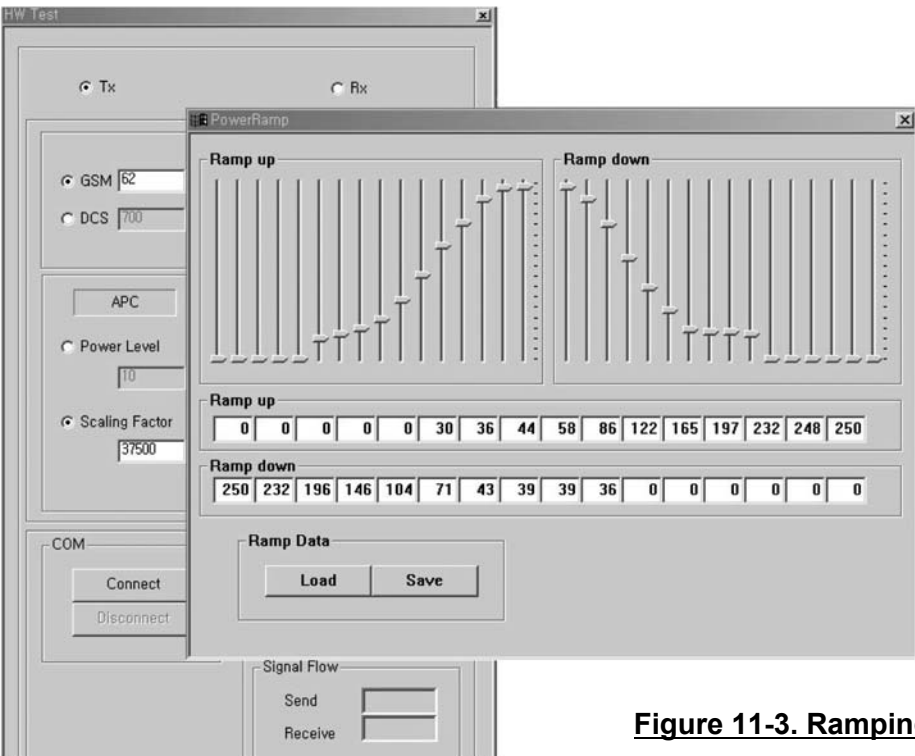 HW Test
Tx
Rx
PowerRamp
GSM 62
DCS 700
APC
Power Level
10
Scaling Factor
37500
Ramp up
Ramp down
Ramp up
0 0 0 0 0 30 36 44 58 86 122 165 197 232 248 250
Ramp down
250 232 196 146 104 71 43 39 39 36 0 0 0 0 0 0
Ramp Data
Load Save
COM
Connect
Disconnect
Signal Flow
Send
Receive
Figure 11-3.